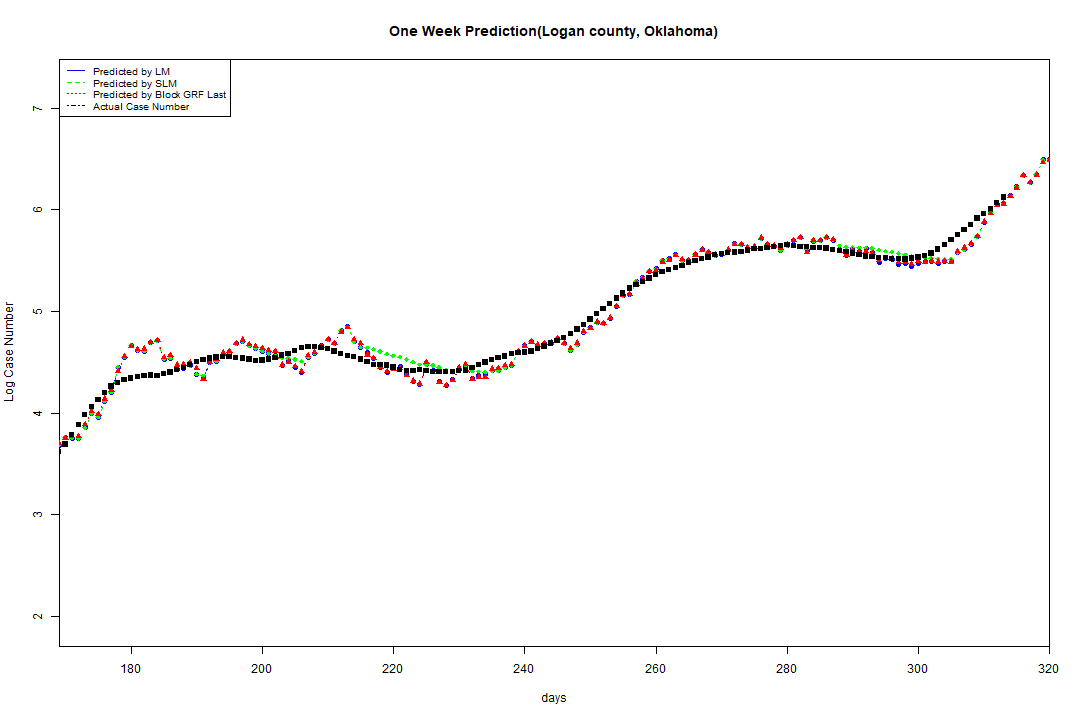 One Week Prediction(Logan county, Oklahoma)
Predicted by LM
Predicted by SLM
Predicted by Block GRF Last
Actual Case Number
7
6
5
4
3
2
Log Case Number
180 200 220 240 260 280 300 320
days